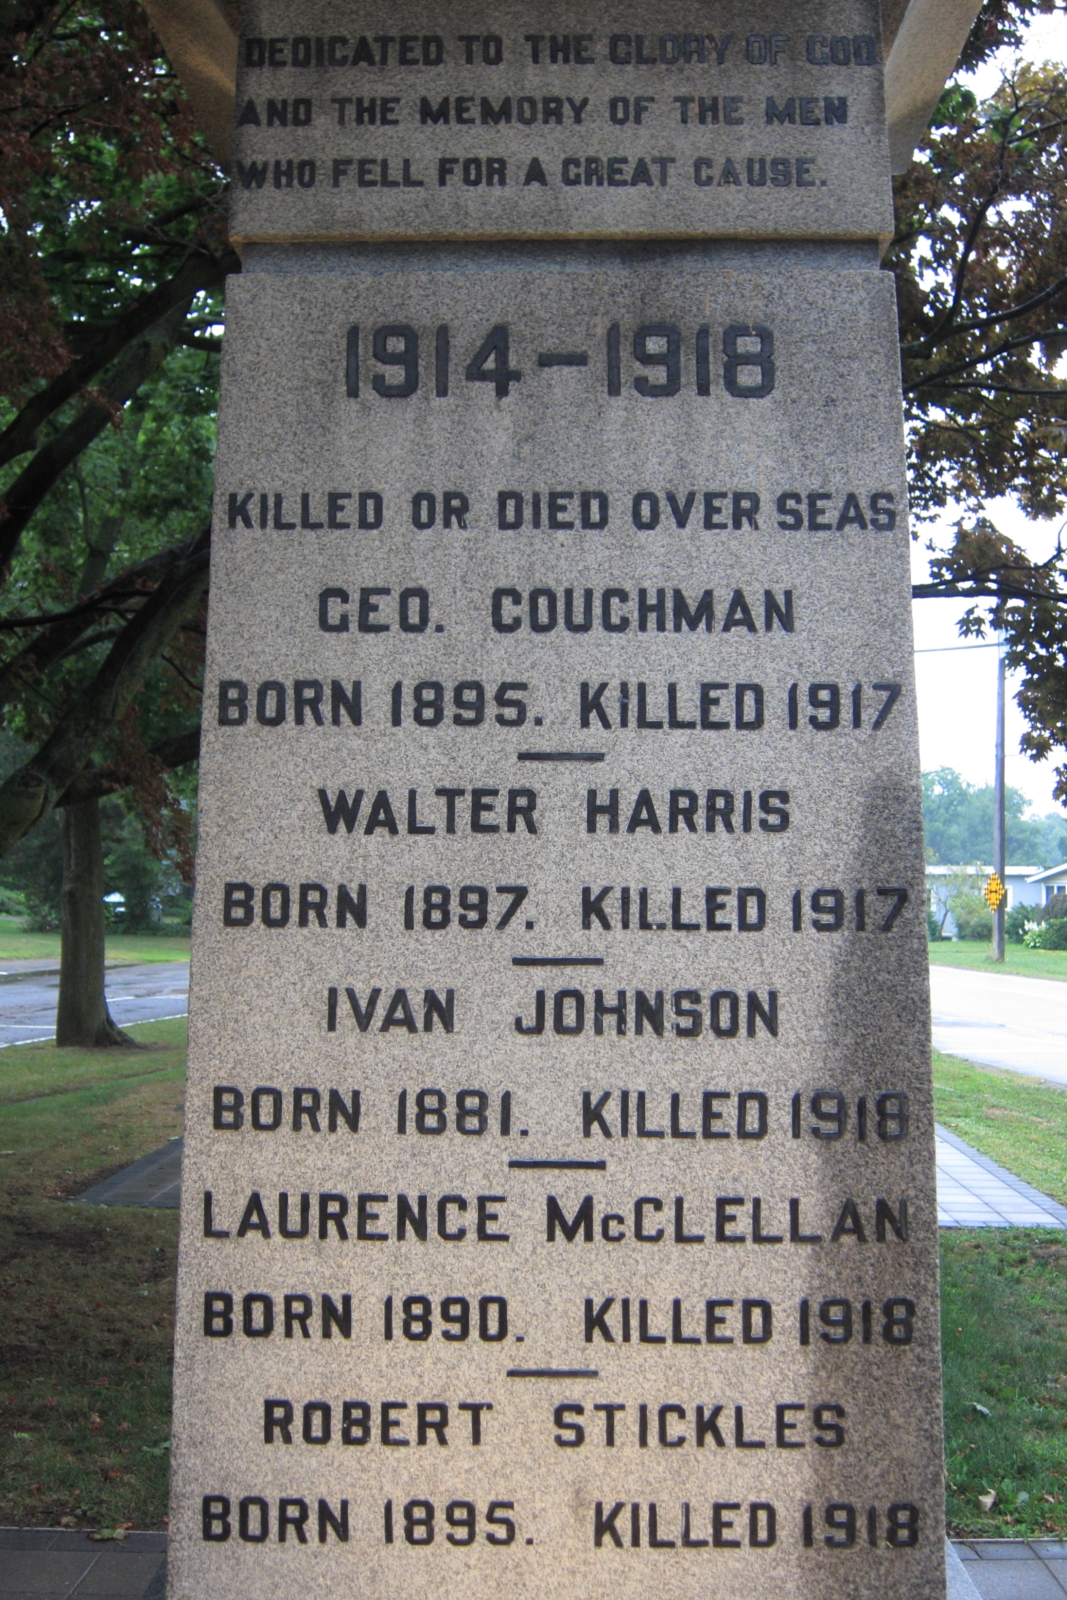 DEDICATED TO THE GLORY OF GOD
AND THE MEMORY OF THE MEN
WHO FELL FOR A GREAT CAUSE.
1914-1918
KILLED OR DIED OVER SEAS
GEO. COUCHMAN
BORN 1895. KILLED 1917
WALTER HARRIS
BORN 1897. KILLED 1917
IVAN JOHNSON
BORN 1881. KILLED 1918
LAURENCE McCLELLAN
BORN 1890. KILLED 1918
ROBERT STICKLES
BORN 1895. KILLED 1918